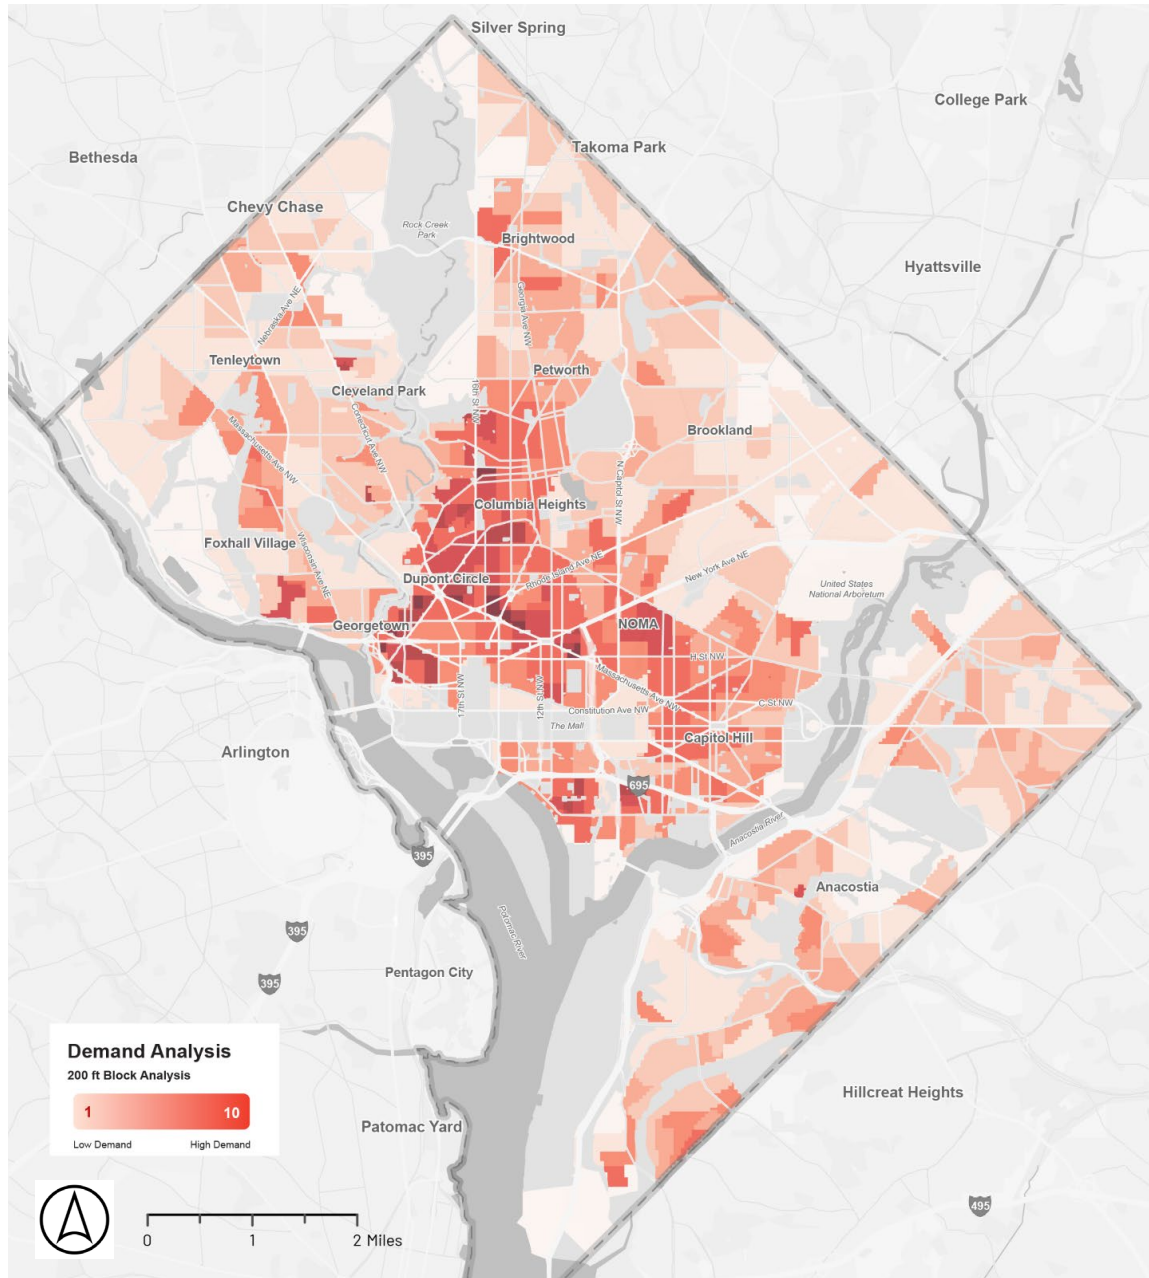 Silver Spring
College Park
Takoma Park
Bethesda
Chevy Chase
Rock Creek
Park
Brightwood
Hyattsville
Georgia Ave NW
Nebraska Ave NE
Tenleytown
Petworth
Cleveland Park
16th St NW
Conecticut Ave NW
Massachusetts Ave NW
Brookland
N Capitol St NW
Columbia Heights
Foxhall Village
Wisonsin Ave NE
Rhode Island Ave NE
New York Ave NE
Dupont Circle
United States
National Arboretum
Georgetown
NOMA
H St NW
Massachusetts Ave NW
17th St NW
12th St NW
C St NW
Constitution Ave NW
The Mall
Capitol Hill
Arlington
695
Anacostia River
395
Anacostia
395
Potomac River
Pentagon City
395
Demand Analysis
200 ft Block Analysis
1 10
Low Demand High Demand
Hillcreat Heights
Patomac Yard
495
0 1 2 Miles